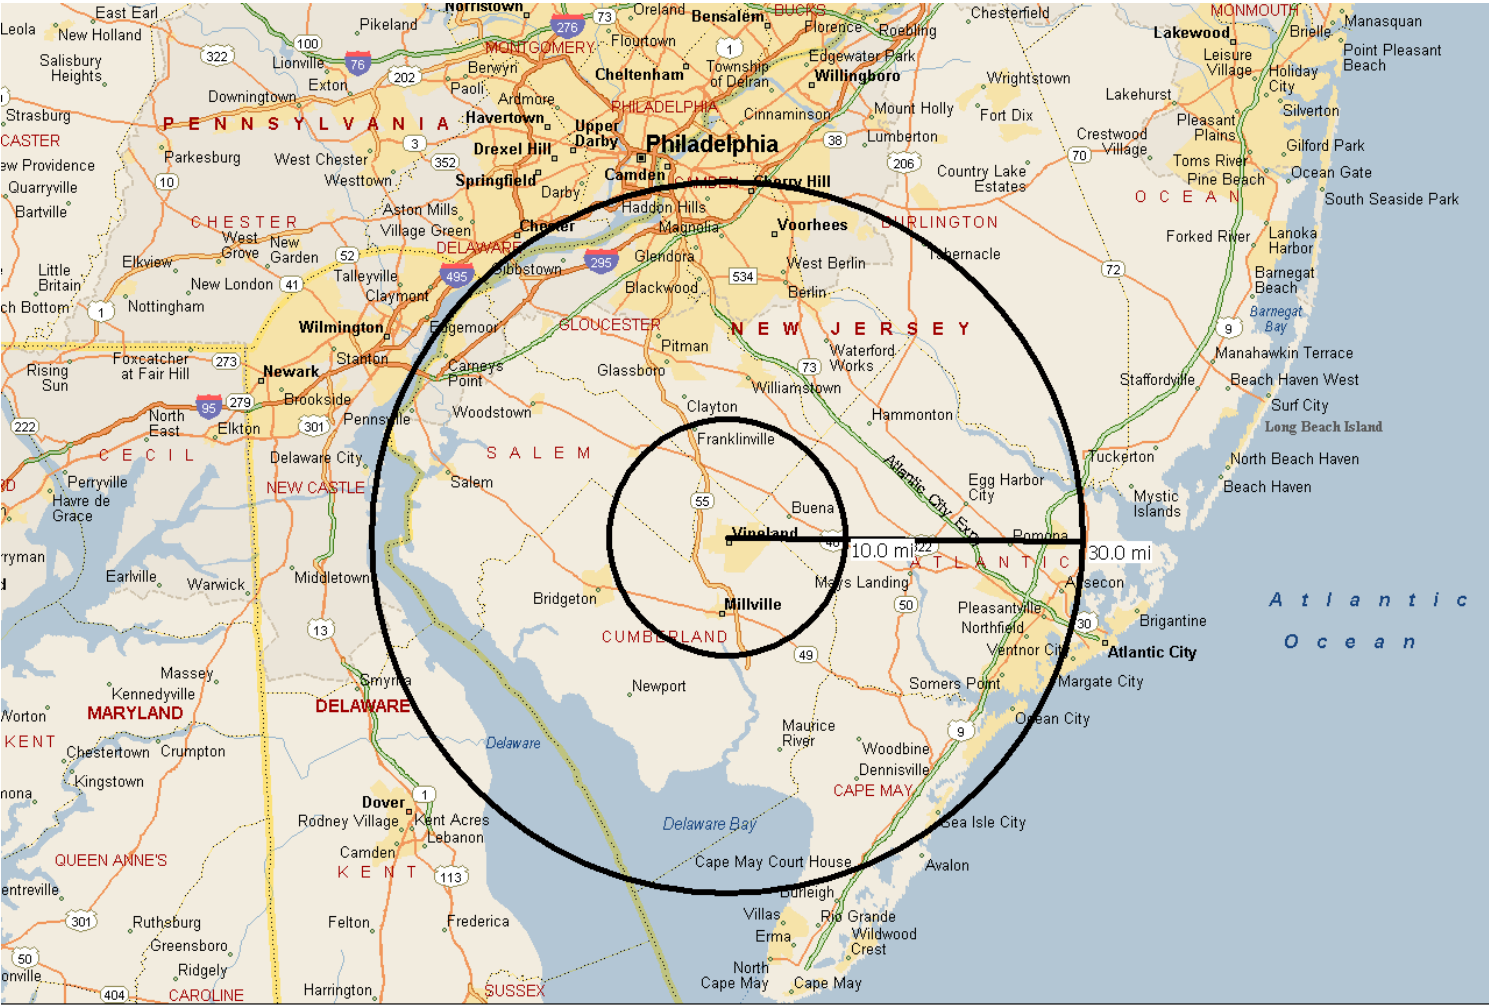 East Earl
Pikeland
Norristown
276
73
Oreland
Bensalem
BUCKS
Florence
Roebling
Chesterfield
MONMOUTH
Manasquan
Leola
New Holland
100
322
MONTGOMERY
Flourtown
1
Edgewater Park
Lakewood
Brielle
Point Pleasant
Beach
Salisbury
Heights
Lionville
76
202
Berwyn
Cheltenham
Township
of Delran
Willingboro
Wrightstown
Leisure
Village
Holiday
City
Exton
Paoli
Downingtown
Ardmore
PHILADELPHIA
Cinnaminson
Mount Holly
Fort Dix
Lakehurst
Silverton
Strasburg
PENNSYLVANIA
Havertown
Upper
Darby
Philadelphia
Lumberton
Crestwood
Village
Pleasant
Plains
CASTER
3
352
Drexel Hill
38
206
70
Gilford Park
ew Providence
Parkesburg
West Chester
Westtown
Springfield
Camden
CAMDEN
Cherry Hill
Country Lake
Estates
Toms River
Pine Beach
Ocean Gate
Quarryville
10
Darby
OCEAN
South Seaside Park
Bartville
CHESTER
Aston Mills
Village Green
Chester
Haddon Hills
Magnolia
Voorhees
BURLINGTON
Forked River
Lanoka
Harbor
West
Grove
New
Garden
52
DELAWARE
295
Glendora
Tabernacle
Elkview
Little
Britain
New London
41
Talleyville
495
Gibbstown
534
West Berlin
72
Barnegat
Beach
ch Bottom
1
Nottingham
Claymont
Blackwood
Berlin
Barnegat
Bay
Wilmington
Edgemoor
GLOUCESTER
NEW JERSEY
9
Rising
Sun
Foxcatcher
at Fair Hill
273
Stanton
Carneys
Point
Pitman
Glassboro
73
Waterford
Works
Manahawkin Terrace
Newark
Williamstown
Staffordville
Beach Haven West
95
279
Brookside
Pennsville
Woodstown
Clayton
Hammonton
Surf City
222
North
East
Elkton
301
Franklinville
Long Beach Island
CECIL
Delaware City
SALEM
Atlantic City Exp
Tuckerton
North Beach Haven
Perryville
NEW CASTLE
Salem
Egg Harbor
City
Beach Haven
Havre de
Grace
55
Buena
Mystic
Islands
Vineland
Pomona
rryman
10.0 mi
30.0 mi
ATLANTIC
Earlville
Warwick
Middletown
Bridgeton
Mays Landing
Absecon
Millville
50
Pleasantville
Northfield
30
Brigantine
Atlantic
Ocean
13
CUMBERLAND
49
Ventnor City
Atlantic City
Massey
Smyrna
Newport
Somers Point
Margate City
Kennedyville
MARYLAND
DELAWARE
Worton
Maurice
River
9
Ocean City
KENT
Chestertown
Crumpton
Delaware
Woodbine
Dennisville
Kingstown
CAPE MAY
Dover
1
Rodney Village
Kent Acres
Delaware Bay
Sea Isle City
Lebanon
Camden
QUEEN ANNE'S
KENT
113
Cape May Court House
Avalon
entreville
Burleigh
301
Ruthsburg
Felton
Frederica
Villas
Rio Grande
Greensboro
Erma
Wildwood
Crest
50
onville
Ridgely
North
Cape May
Cape May
404
CAROLINE
Harrington
SUSSEX